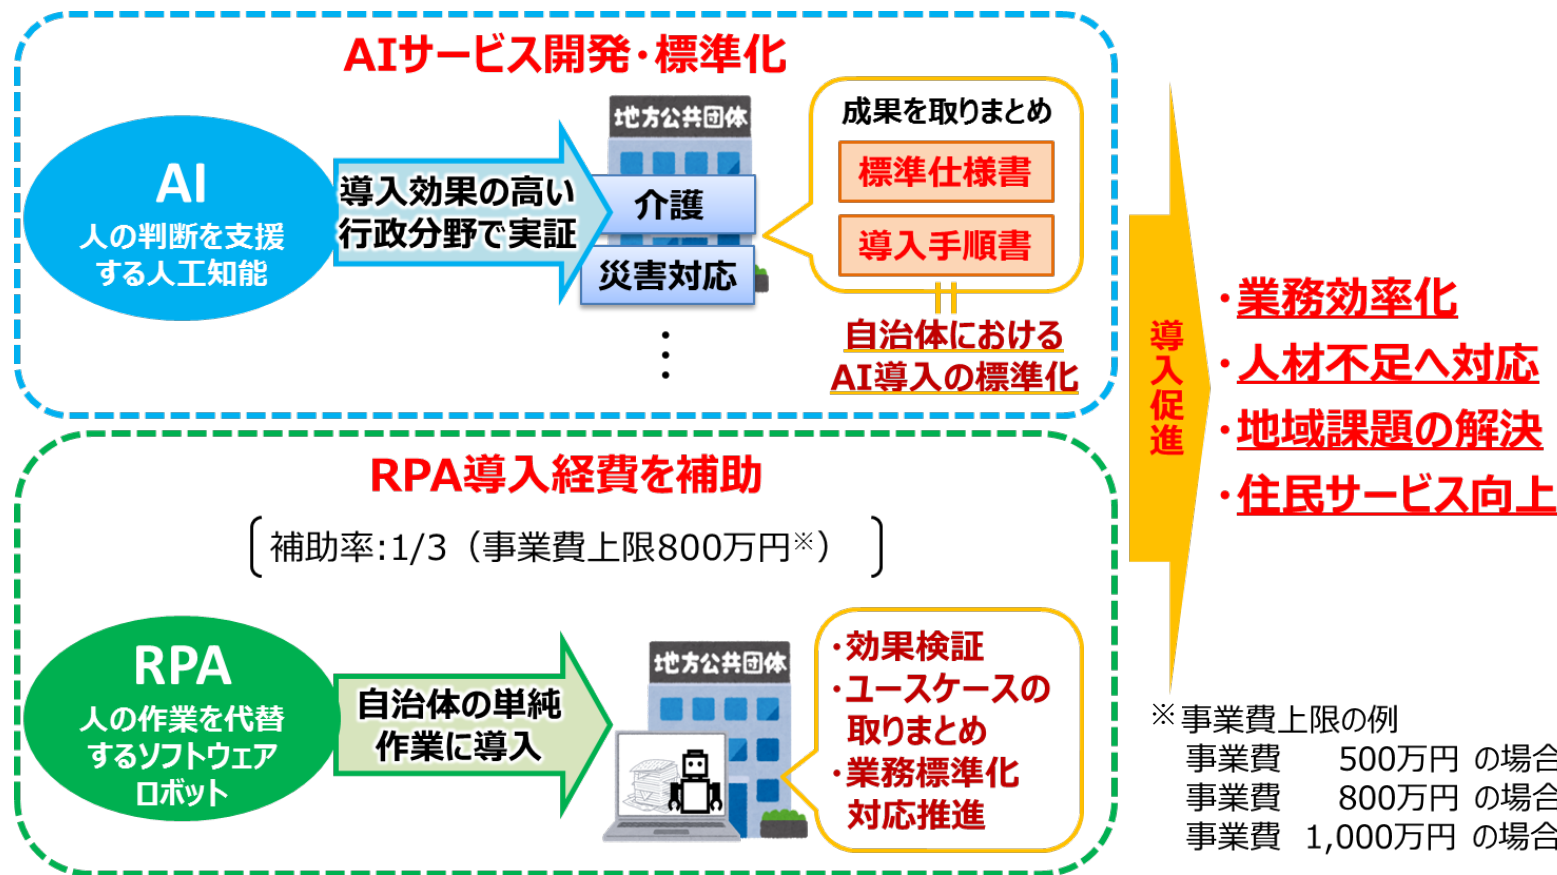 AIサービス開発・標準化
AI
人の判断を支援
する人工知能
導入効果の高い
行政分野で実証
地方公共団体
介護
災害対応
成果を取りまとめ
標準仕様書
導入手順書
自治体における
AI導入の標準化
RPA導入経費を補助
補助率:1/3（事業費上限800万円※）
RPA
人の作業を代替
するソフトウェア
ロボット
自治体の単純
作業に導入
地方公共団体
・効果検証
・ユースケースの
取りまとめ
・業務標準化
対応推進
導入促進
・業務効率化
・人材不足へ対応
・地域課題の解決
・住民サービス向上
※事業費上限の例
事業費 500万円 の場合
事業費 800万円 の場合
事業費 1,000万円 の場合